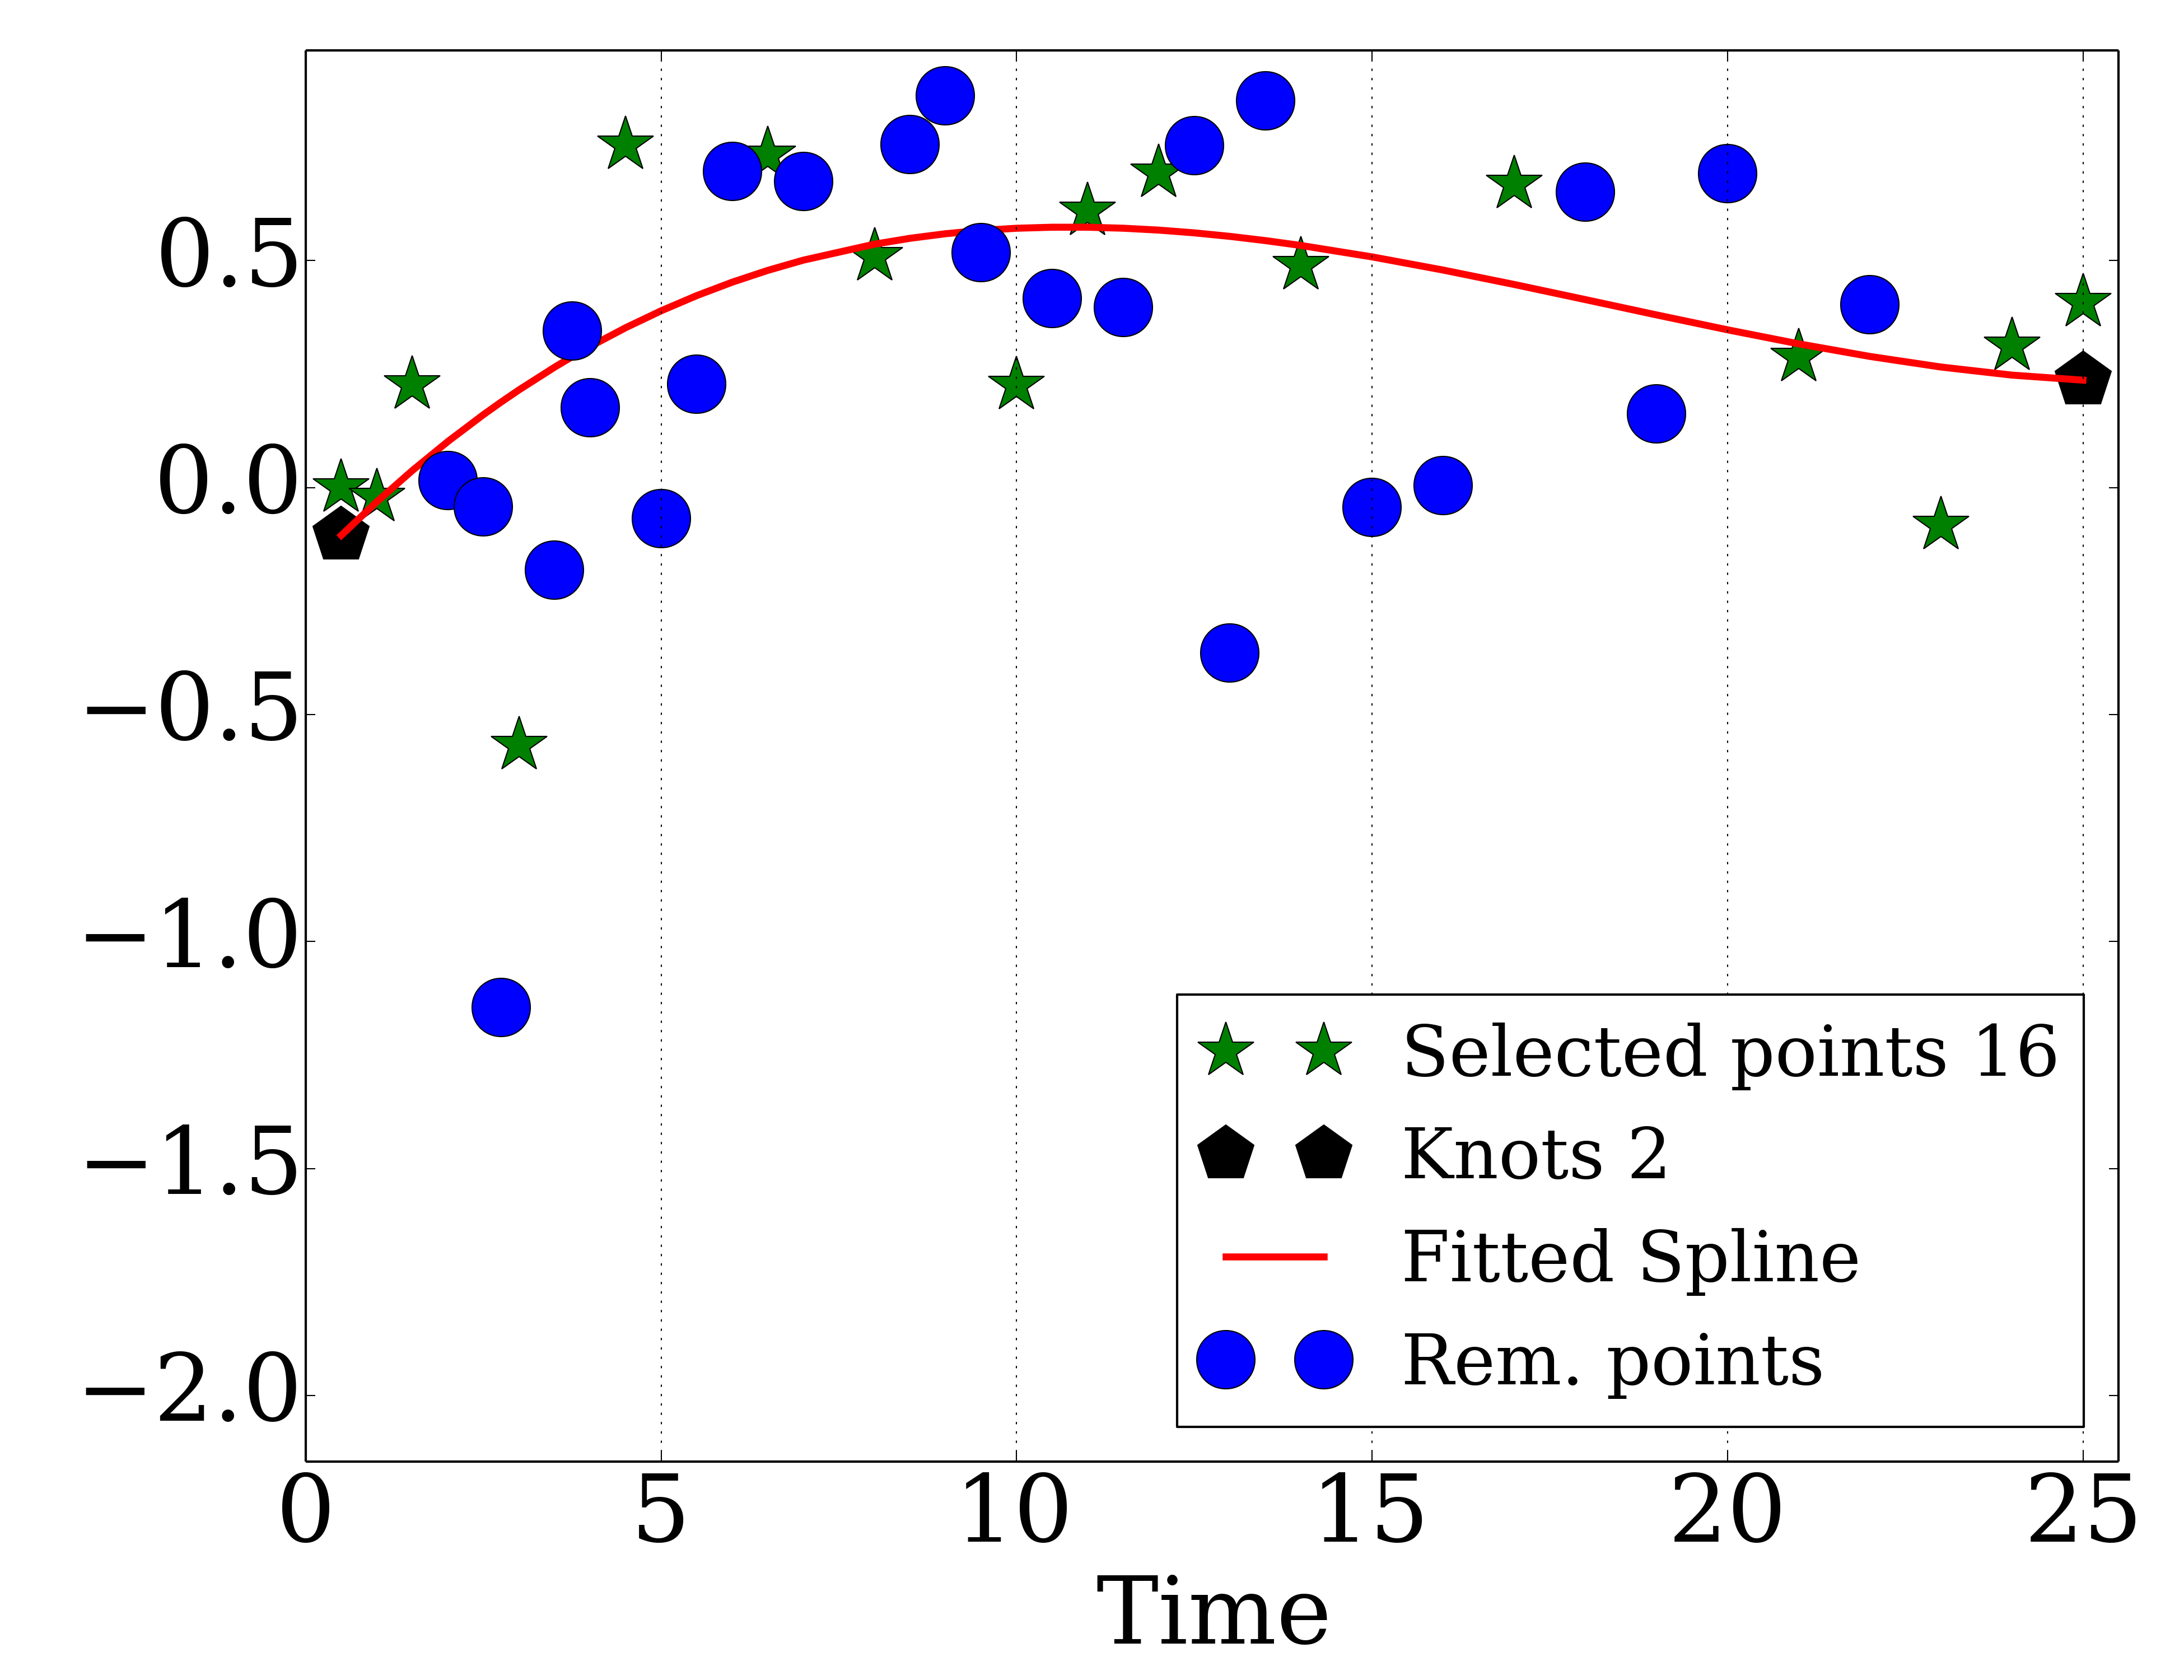 0.5
0.0
−0.5
−1.0
−1.5
−2.0
0 5 10 15 20 25
Time
Selected points 16
Knots 2
Fitted Spline
Rem. points